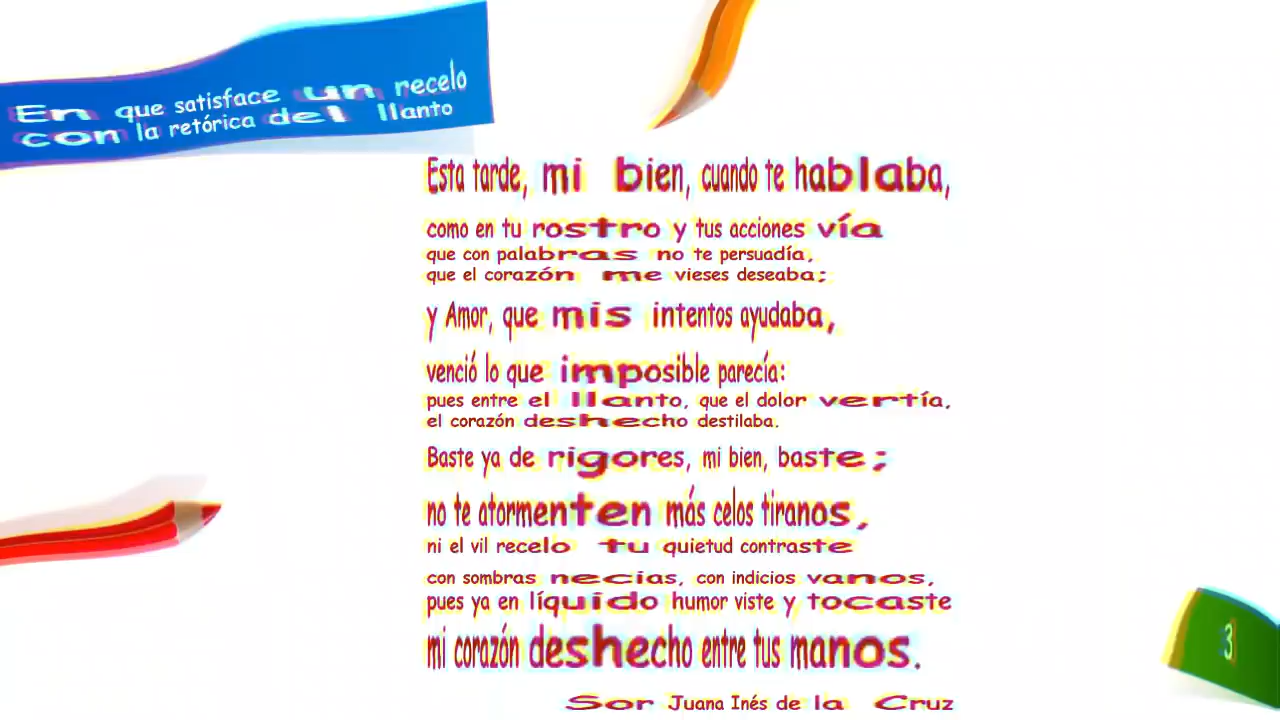 En que satisface un recelo
con la retórica del llanto
Esta tarde, mi bien, cuando te hablaba,
como en tu rostro y tus acciones vía
que con palabras no te persuadía,
que el corazón me vieses deseaba;
y Amor, que mis intentos ayudaba,
venció lo que imposible parecía:
pues entre el llanto, que el dolor vertía,
el corazón deshecho destilaba.
Baste ya de rigores, mi bien, baste;
no te atormenten más celos tiranos,
ni el vil recelo tu quietud contraste
con sombras necias, con indicios vanos,
pues ya en líquido humor viste y tocaste
mi corazón deshecho entre tus manos.
Sor Juana Inés de la Cruz
3